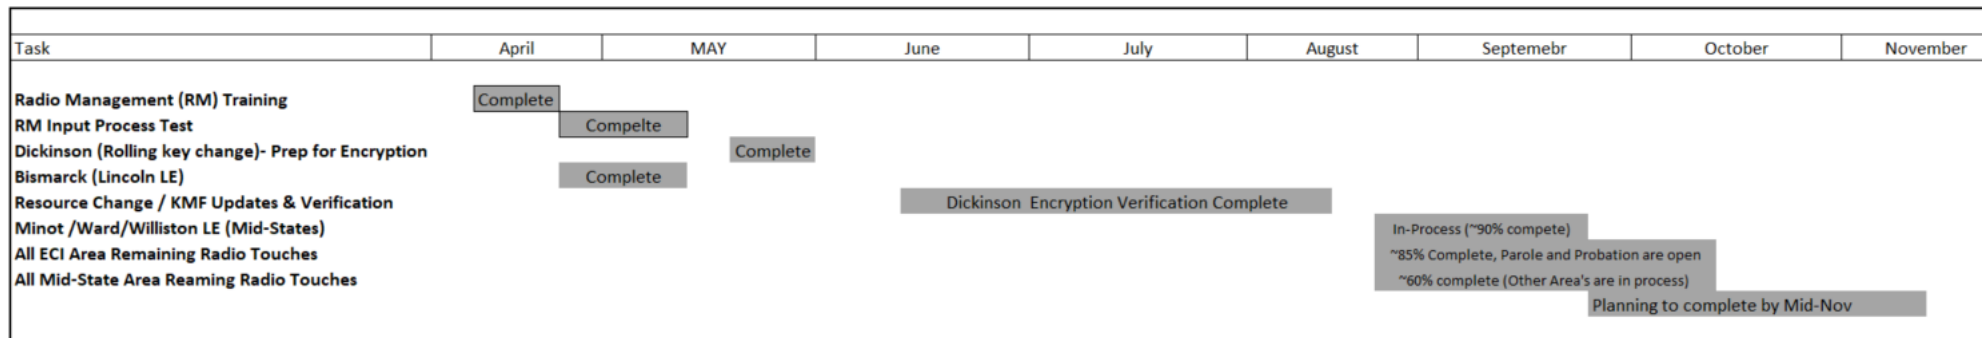 Task April MAY June July August Septemebr October November
Radio Management (RM) Training Complete
RM Input Process Test Compelte
Dickinson (Rolling key change)- Prep for Encryption Complete
Bismarck (Lincoln LE) Complete
Resource Change / KMF Updates & Verification Dickinson Encryption Verification Complete
Minot /Ward/Williston LE (Mid-States) In-Process (~90% compete)
All ECI Area Remaining Radio Touches ~85% Complete, Parole and Probation are open
All Mid-State Area Reaming Radio Touches ~60% complete (Other Area's are in process)
Planning to complete by Mid-Nov